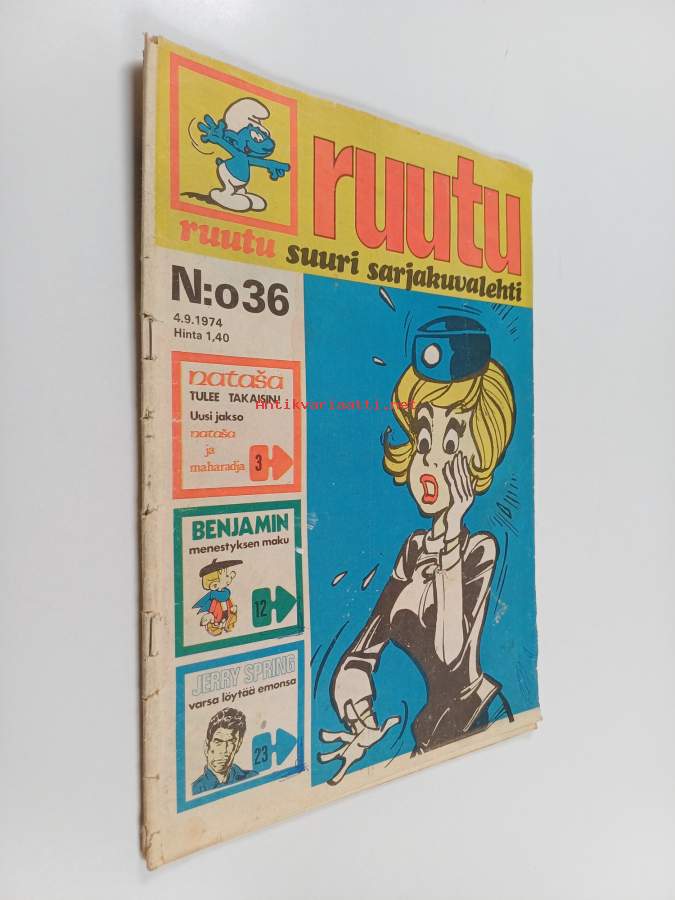 ruutu
ruutu suuri sarjakuvalehti
N:o 36
4.9.1974
Hinta 1,40
nataša
TULEE TAKAISIN!
Uusi jakso
nataša
ja
maharadja
3
BENJAMIN
menestyksen maku
12
JERRY SPRING
varsa löytää emonsa
23
Antikvariaatti.net